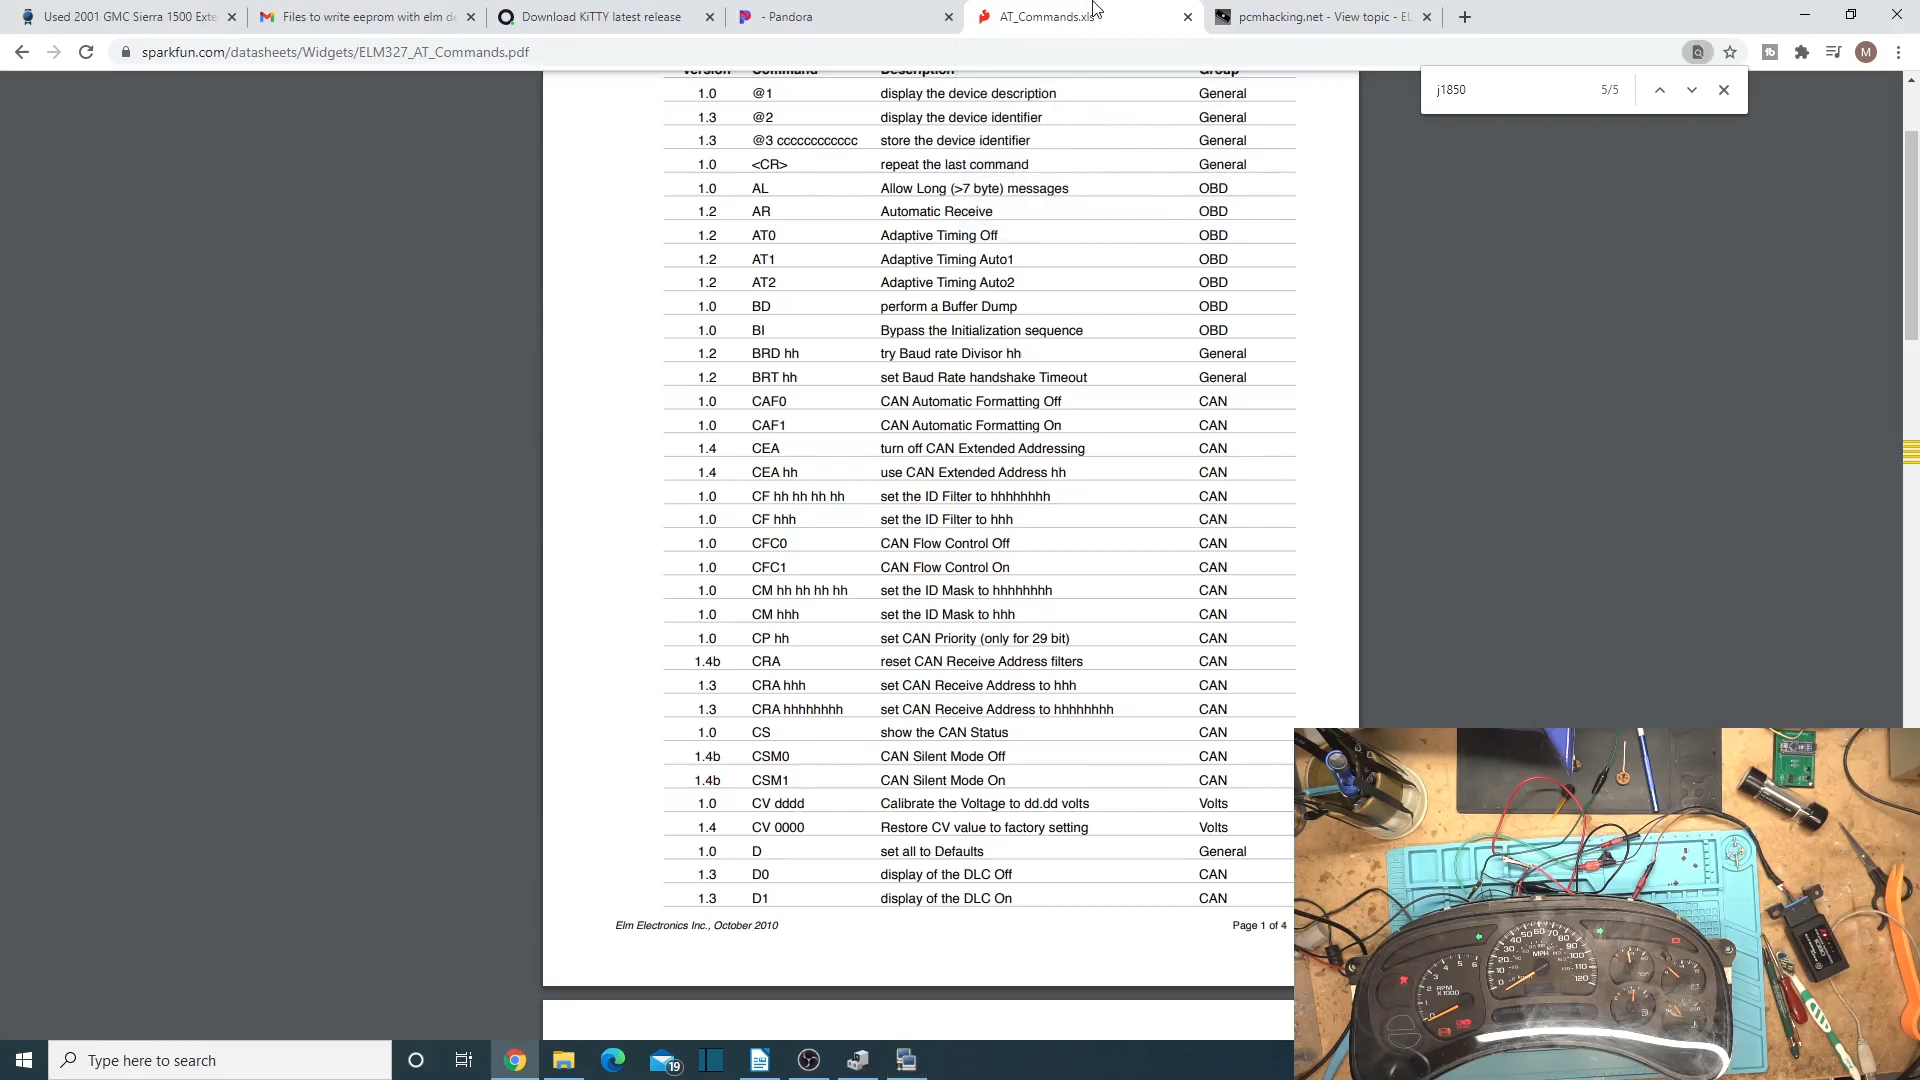 Used 2001 GMC Sierra 1500 Exte
Files to write eeprom with elm de
Download KiTTY latest release
- Pandora
AT_Commands.xls
pcmhacking.net - View topic - EL
sparkfun.com/datasheets/Widgets/ELM327_AT_Commands.pdf
M
j1850 5/5
Version Command Description Group
1.0 @1 display the device description General
1.3 @2 display the device identifier General
1.3 @3 cccccccccccc store the device identifier General
1.0 <CR> repeat the last command General
1.0 AL Allow Long (>7 byte) messages OBD
1.2 AR Automatic Receive OBD
1.2 AT0 Adaptive Timing Off OBD
1.2 AT1 Adaptive Timing Auto1 OBD
1.2 AT2 Adaptive Timing Auto2 OBD
1.0 BD perform a Buffer Dump OBD
1.0 BI Bypass the Initialization sequence OBD
1.2 BRD hh try Baud rate Divisor hh General
1.2 BRT hh set Baud Rate handshake Timeout General
1.0 CAF0 CAN Automatic Formatting Off CAN
1.0 CAF1 CAN Automatic Formatting On CAN
1.4 CEA turn off CAN Extended Addressing CAN
1.4 CEA hh use CAN Extended Address hh CAN
1.0 CF hh hh hh hh set the ID Filter to hhhhhhhh CAN
1.0 CF hhh set the ID Filter to hhh CAN
1.0 CFC0 CAN Flow Control Off CAN
1.0 CFC1 CAN Flow Control On CAN
1.0 CM hh hh hh hh set the ID Mask to hhhhhhhh CAN
1.0 CM hhh set the ID Mask to hhh CAN
1.0 CP hh set CAN Priority (only for 29 bit) CAN
1.4b CRA reset CAN Receive Address filters CAN
1.3 CRA hhh set CAN Receive Address to hhh CAN
1.3 CRA hhhhhhhh set CAN Receive Address to hhhhhhhh CAN
1.0 CS show the CAN Status CAN
1.4b CSM0 CAN Silent Mode Off CAN
1.4b CSM1 CAN Silent Mode On CAN
1.0 CV dddd Calibrate the Voltage to dd.dd volts Volts
1.4 CV 0000 Restore CV value to factory setting Volts
1.0 D set all to Defaults General
1.3 D0 display of the DLC Off CAN
1.3 D1 display of the DLC On CAN
Elm Electronics Inc., October 2010 Page 1 of 4
MPH
RPM
X1000
Type here to search
19